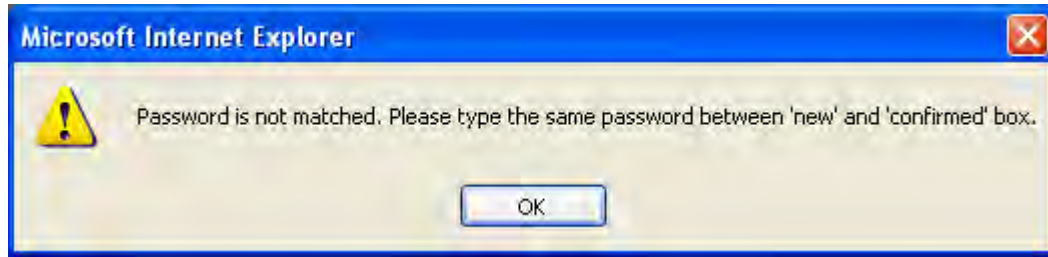 Microsoft Internet Explorer
Password is not matched. Please type the same password between 'new' and 'confirmed' box.
OK